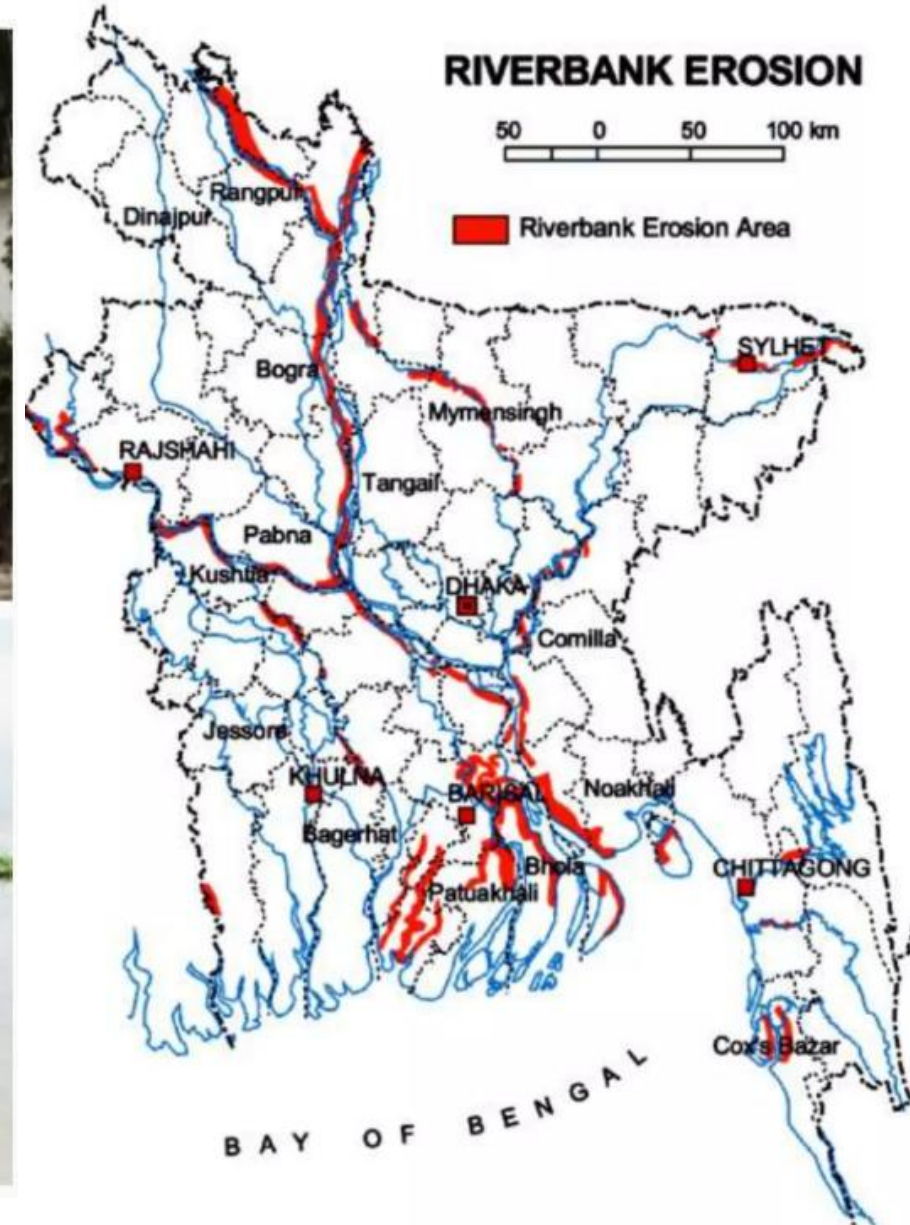 RIVERBANK EROSION
50 0 50 100 km
Riverbank Erosion Area
Rangpur
Dinajpur
SYLHET
Bogra
Mymensingh
RAJSHAHI
Tangail
Pabna
Kushtia
DHAKA
Comilla
Jessore
KHULNA
Noakhali
BARISAL
Bagerhat
Bhola
CHITTAGONG
Patuakhali
Cox's Bazar
BAY OF BENGAL